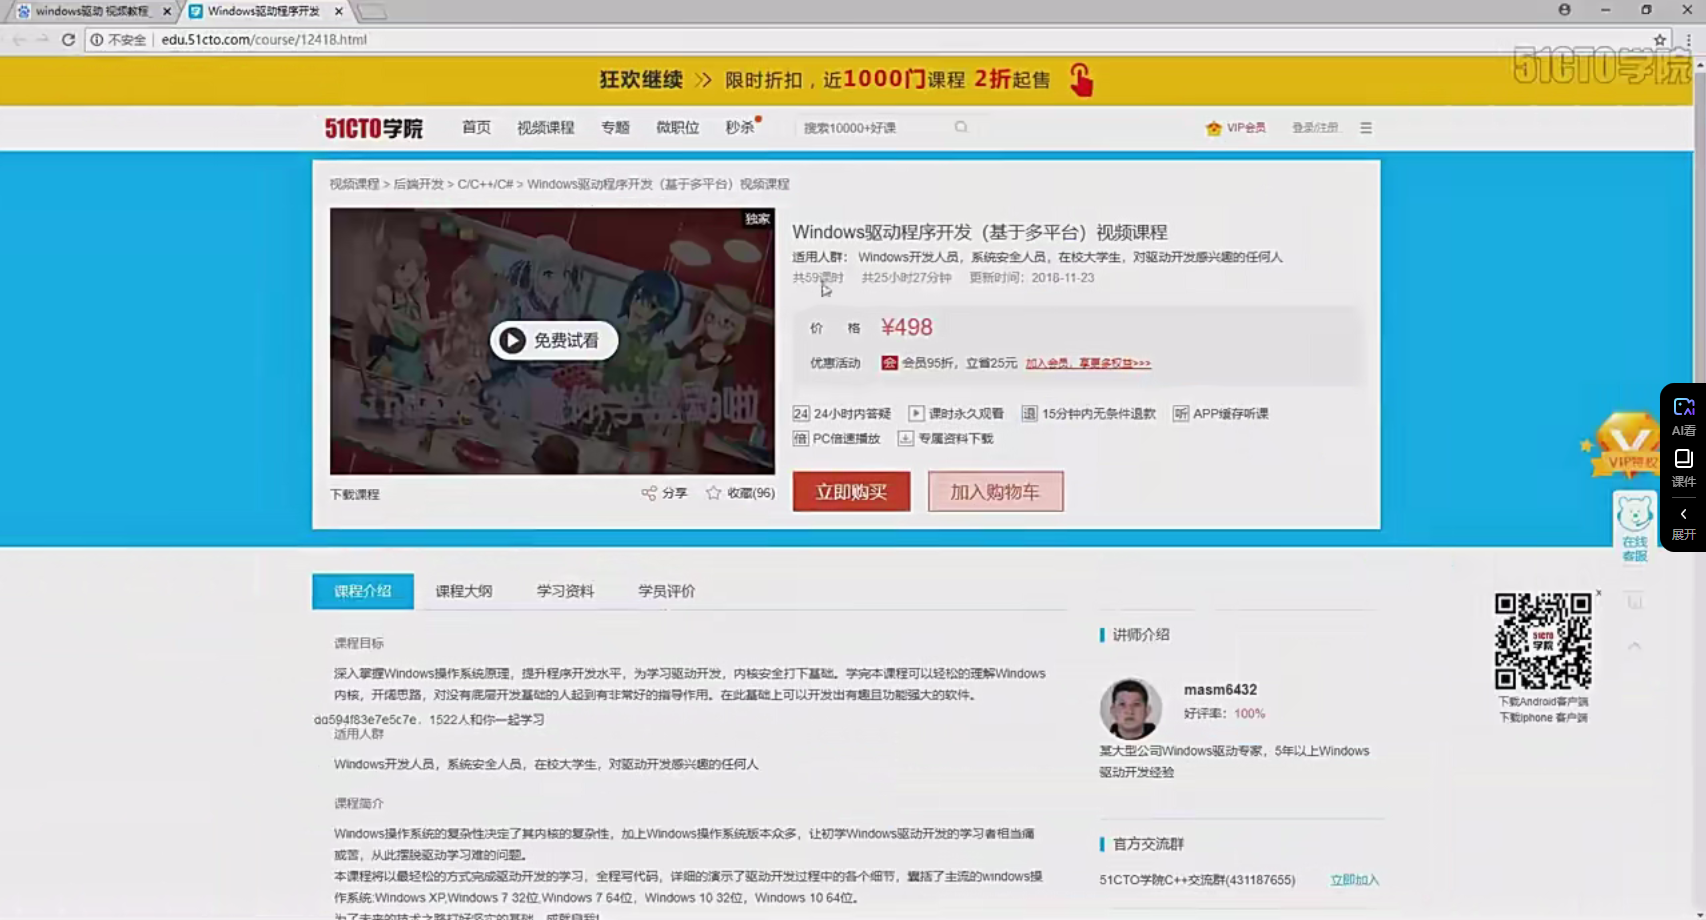 windows驱动 视频教程_
Windows驱动程序开发
不安全
edu.51cto.com/course/12418.html
51CTO学院
狂欢继续 >> 限时折扣，近1000门课程 2折起售
51CTO学院
首页
视频课程
专题
微职位
秒杀
搜索10000+好课
VIP会员
登录/注册
视频课程 > 后端开发 > C/C++/C# > Windows驱动程序开发（基于多平台）视频课程
独家
免费试看
Windows驱动程序开发（基于多平台）视频课程
适用人群： Windows开发人员，系统安全人员，在校大学生，对驱动开发感兴趣的任何人
共59课时 共25小时27分钟 更新时间：2018-11-23
价 格 ¥498
优惠活动 会 会员95折，立省25元 加入会员，享更多权益>>>
24 24小时内答疑 课时永久观看 退 15分钟内无条件退款 听 APP缓存听课
倍 PC倍速播放 专属资料下载
下载课程
分享
收藏(96)
立即购买
加入购物车
VIP特权
AI看
课件
展开
在线
客服
课程介绍
课程大纲
学习资料
学员评价
课程目标
深入掌握Windows操作系统原理，提升程序开发水平，为学习驱动开发，内核安全打下基础。学完本课程可以轻松的理解Windows
内核，开阔思路，对没有底层开发基础的人起到有非常好的指导作用。在此基础上可以开发出有趣且功能强大的软件。
aa594f83e7e5c7e，1522人和你一起学习
适用人群
Windows开发人员，系统安全人员，在校大学生，对驱动开发感兴趣的任何人
课程简介
Windows操作系统的复杂性决定了其内核的复杂性，加上Windows操作系统版本众多，让初学Windows驱动开发的学习者相当痛
或苦，从此摆脱驱动学习难的问题。
本课程将以最轻松的方式完成驱动开发的学习，全程写代码，详细的演示了驱动开发过程中的各个细节，囊括了主流的windows操
作系统:Windows XP,Windows 7 32位,Windows 7 64位，Windows 10 32位，Windows 10 64位。
为了未来的技术之路打好坚实的基础，成就自我!
讲师介绍
masm6432
好评率：100%
某大型公司Windows驱动专家，5年以上Windows
驱动开发经验
官方交流群
51CTO学院C++交流群(431187655)
立即加入
51CTO
学院
下载Android客户端
下载iphone 客户端